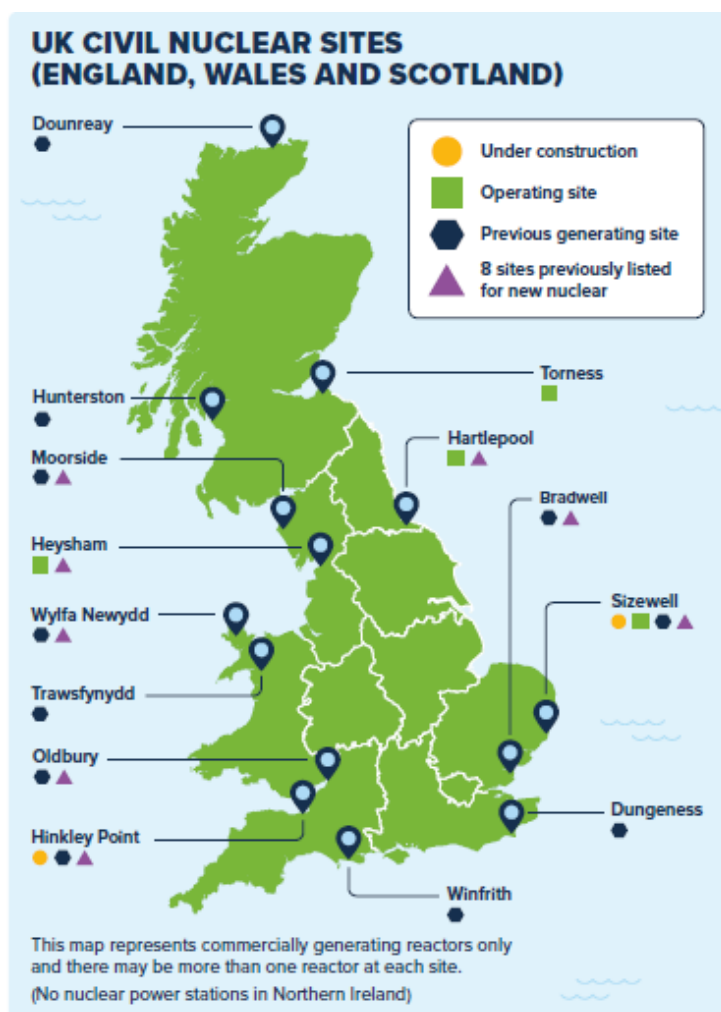 UK CIVIL NUCLEAR SITES
(ENGLAND, WALES AND SCOTLAND)
Dounreay
Under construction
Operating site
Previous generating site
8 sites previously listed
for new nuclear
Torness
Hunterston
Hartlepool
Moorside
Bradwell
Heysham
Sizewell
Wylfa Newydd
Trawsfynydd
Oldbury
Dungeness
Hinkley Point
Winfrith
This map represents commercially generating reactors only
and there may be more than one reactor at each site.
(No nuclear power stations in Northern Ireland)